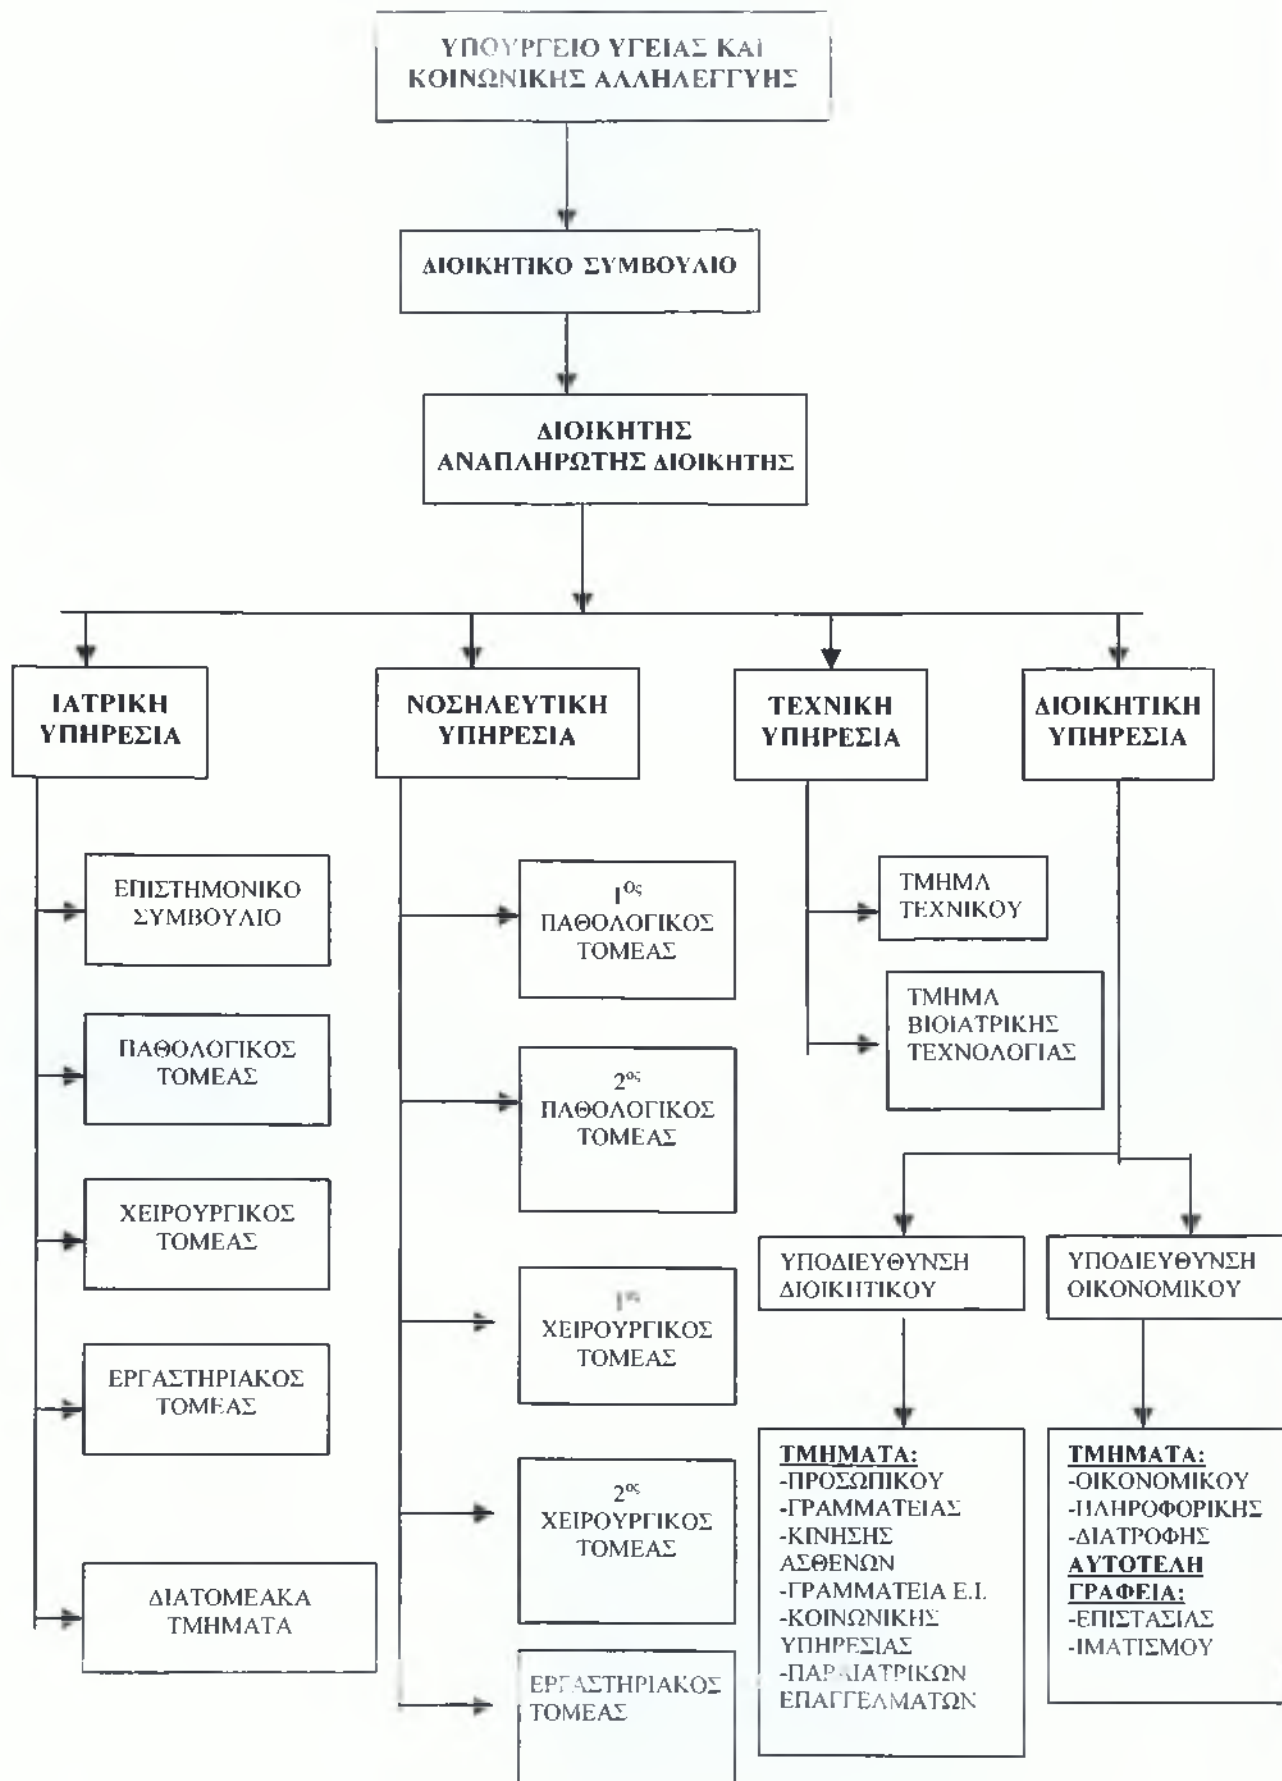 ΥΠΟΥΡΓΕΙΟ ΥΓΕΙΑΣ ΚΑΙ
ΚΟΙΝΩΝΙΚΗΣ ΑΛΛΗΛΕΓΓΥΗΣ
ΔΙΟΙΚΗΤΙΚΟ ΣΥΜΒΟΥΛΙΟ
ΔΙΟΙΚΗΤΗΣ
ΑΝΑΠΛΗΡΩΤΗΣ ΔΙΟΙΚΗΤΗΣ
ΙΑΤΡΙΚΗ
ΥΠΗΡΕΣΙΑ
ΝΟΣΗΛΕΥΤΙΚΗ
ΥΠΗΡΕΣΙΑ
ΤΕΧΝΙΚΗ
ΥΠΗΡΕΣΙΑ
ΔΙΟΙΚΗΤΙΚΗ
ΥΠΗΡΕΣΙΑ
ΕΠΙΣΤΗΜΟΝΙΚΟ
ΣΥΜΒΟΥΛΙΟ
ΠΑΘΟΛΟΓΙΚΟΣ
ΤΟΜΕΑΣ
ΧΕΙΡΟΥΡΓΙΚΟΣ
ΤΟΜΕΑΣ
ΕΡΓΑΣΤΗΡΙΑΚΟΣ
ΤΟΜΕΑΣ
ΔΙΑΤΟΜΕΑΚΑ
ΤΜΗΜΑΤΑ
1Ος
ΠΑΘΟΛΟΓΙΚΟΣ
ΤΟΜΕΑΣ
2ος
ΠΑΘΟΛΟΓΙΚΟΣ
ΤΟΜΕΑΣ
1ος
ΧΕΙΡΟΥΡΓΙΚΟΣ
ΤΟΜΕΑΣ
2ος
ΧΕΙΡΟΥΡΓΙΚΟΣ
ΤΟΜΕΑΣ
ΕΡΓΑΣΤΗΡΙΑΚΟΣ
ΤΟΜΕΑΣ
ΤΜΗΜΑ
ΤΕΧΝΙΚΟΥ
ΤΜΗΜΑ
ΒΙΟΙΑΤΡΙΚΗΣ
ΤΕΧΝΟΛΟΓΙΑΣ
ΥΠΟΔΙΕΥΘΥΝΣΗ
ΔΙΟΙΚΗΤΙΚΟΥ
ΤΜΗΜΑΤΑ:
-ΠΡΟΣΩΠΙΚΟΥ
-ΓΡΑΜΜΑΤΕΙΑΣ
-ΚΙΝΗΣΗΣ
ΑΣΘΕΝΩΝ
-ΓΡΑΜΜΑΤΕΙΑ Ε.Ι.
-ΚΟΙΝΩΝΙΚΗΣ
ΥΠΗΡΕΣΙΑΣ
-ΠΑΡΑΙΑΤΡΙΚΩΝ
ΕΠΑΓΓΕΛΜΑΤΩΝ
ΥΠΟΔΙΕΥΘΥΝΣΗ
ΟΙΚΟΝΟΜΙΚΟΥ
ΤΜΗΜΑΤΑ:
-ΟΙΚΟΝΟΜΙΚΟΥ
-ΠΛΗΡΟΦΟΡΙΚΗΣ
-ΔΙΑΤΡΟΦΗΣ
ΑΥΤΟΤΕΛΗ
ΓΡΑΦΕΙΑ:
-ΕΠΙΣΤΑΣΙΑΣ
-ΙΜΑΤΙΣΜΟΥ